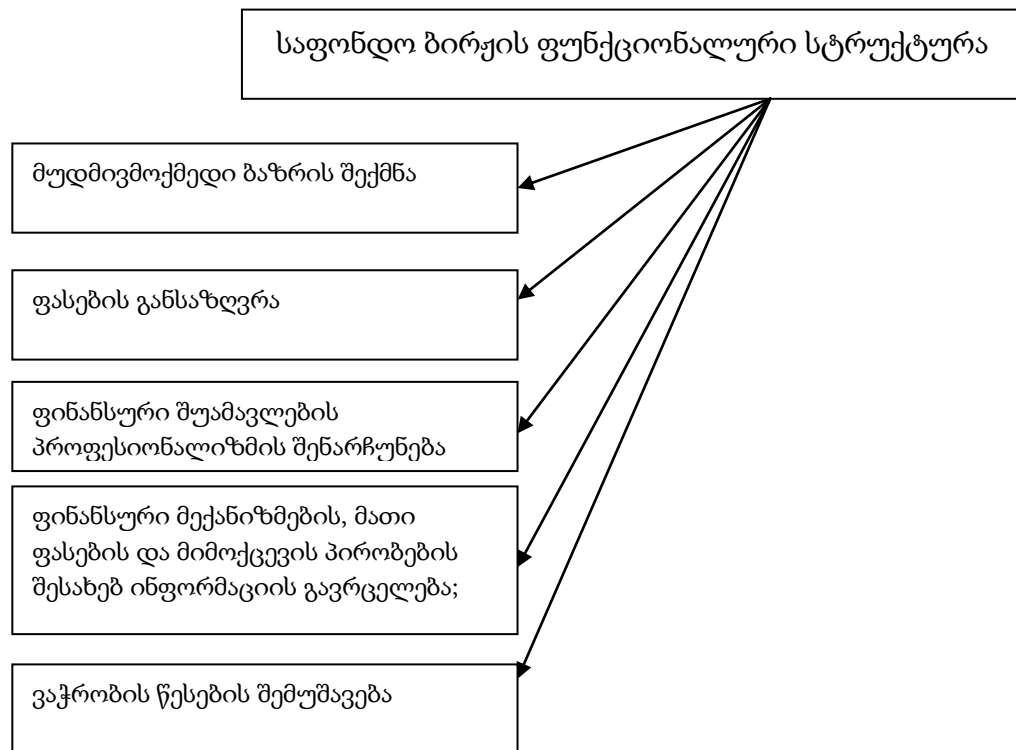 საფონდო ბირჟის ფუნქციონალური სტრუქტურა
მუდმივმოქმედი ბაზრის შექმნა
ფასების განსაზღვრა
ფინანსური შუამავლების
პროფესიონალიზმის შენარჩუნება
ფინანსური მექანიზმების, მათი
ფასების და მიმოქცევის პირობების
შესახებ ინფორმაციის გავრცელება;
ვაჭრობის წესების შემუშავება